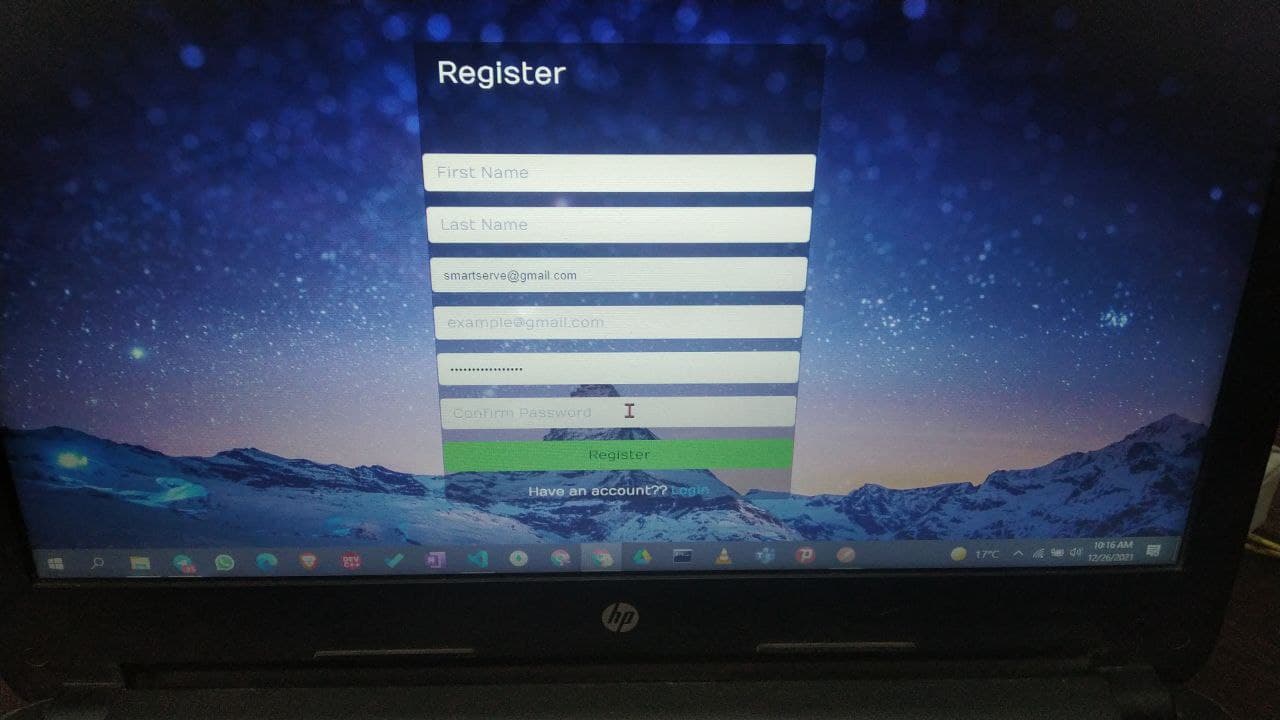 Register
First Name
Last Name
smartserve@gmail.com
example@gmail.com
•••••••••••••••••
Confirm Password
Register
Have an account?? Login
DEV
17°C
10:16 AM
12/26/2021
hp